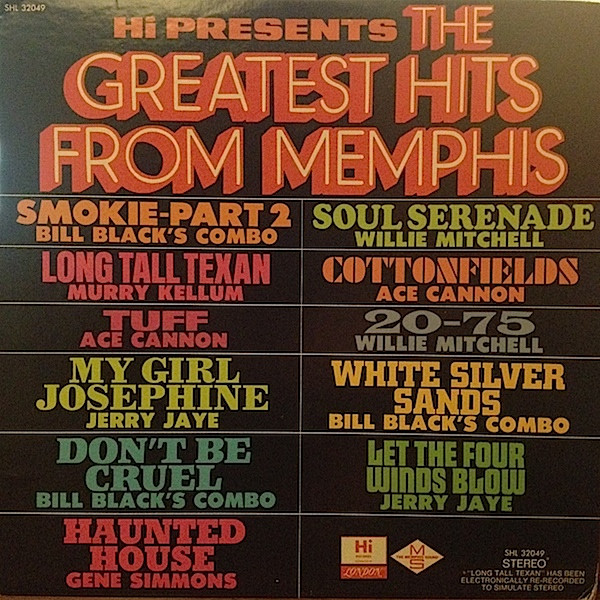 SHL 32049
Hi PRESENTS THE
GREATEST HITS
FROM MEMPHIS
SMOKIE-PART 2
BILL BLACK'S COMBO
LONG TALL TEXAN
MURRY KELLUM
TUFF
ACE CANNON
MY GIRL
JOSEPHINE
JERRY JAYE
DON'T BE
CRUEL
BILL BLACK'S COMBO
HAUNTED
HOUSE
GENE SIMMONS
SOUL SERENADE
WILLIE MITCHELL
COTTONFIELDS
ACE CANNON
20-75
WILLIE MITCHELL
WHITE SILVER
SANDS
BILL BLACK'S COMBO
LET THE FOUR
WINDS BLOW
JERRY JAYE
Hi
LONDON
M
THE MEMPHIS SOUND
S
SHL 32049
STEREO*
*"LONG TALL TEXAN" HAS BEEN
ELECTRONICALLY RE-RECORDED
TO SIMULATE STEREO